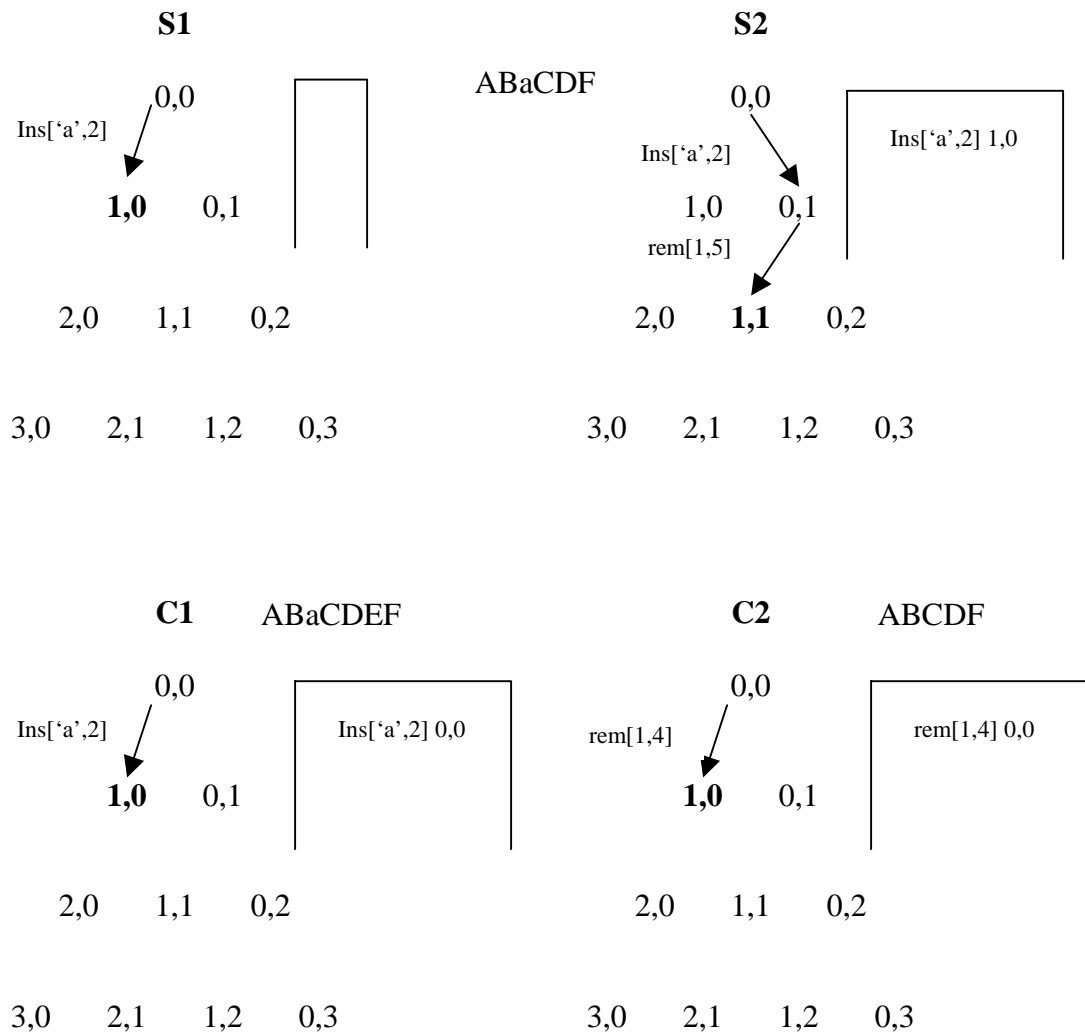 S1 S2
ABaCDF
0,0 0,0
Ins[‘a’,2] Ins[‘a’,2] Ins[‘a’,2] 1,0
1,0 0,1 1,0 0,1
rem[1,5]
2,0 1,1 0,2 2,0 1,1 0,2
3,0 2,1 1,2 0,3 3,0 2,1 1,2 0,3
C1 ABaCDEF C2 ABCDF
0,0 0,0
Ins[‘a’,2] Ins[‘a’,2] 0,0 rem[1,4] rem[1,4] 0,0
1,0 0,1 1,0 0,1
2,0 1,1 0,2 2,0 1,1 0,2
3,0 2,1 1,2 0,3 3,0 2,1 1,2 0,3